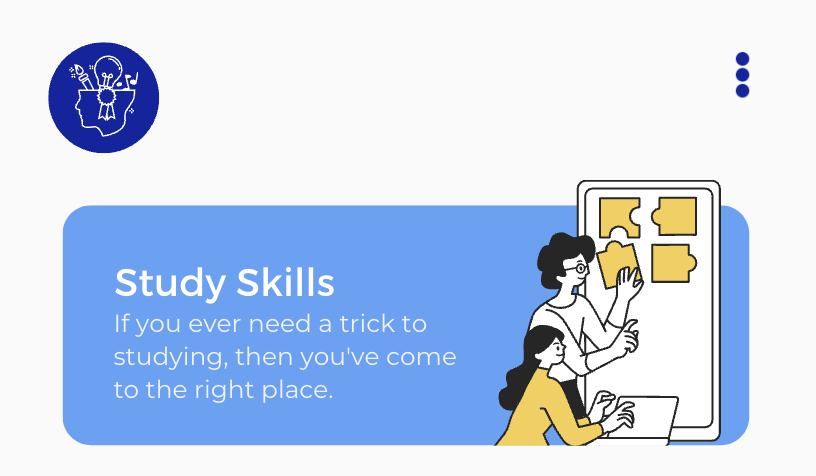 Study Skills
If you ever need a trick to
studying, then you've come
to the right place.